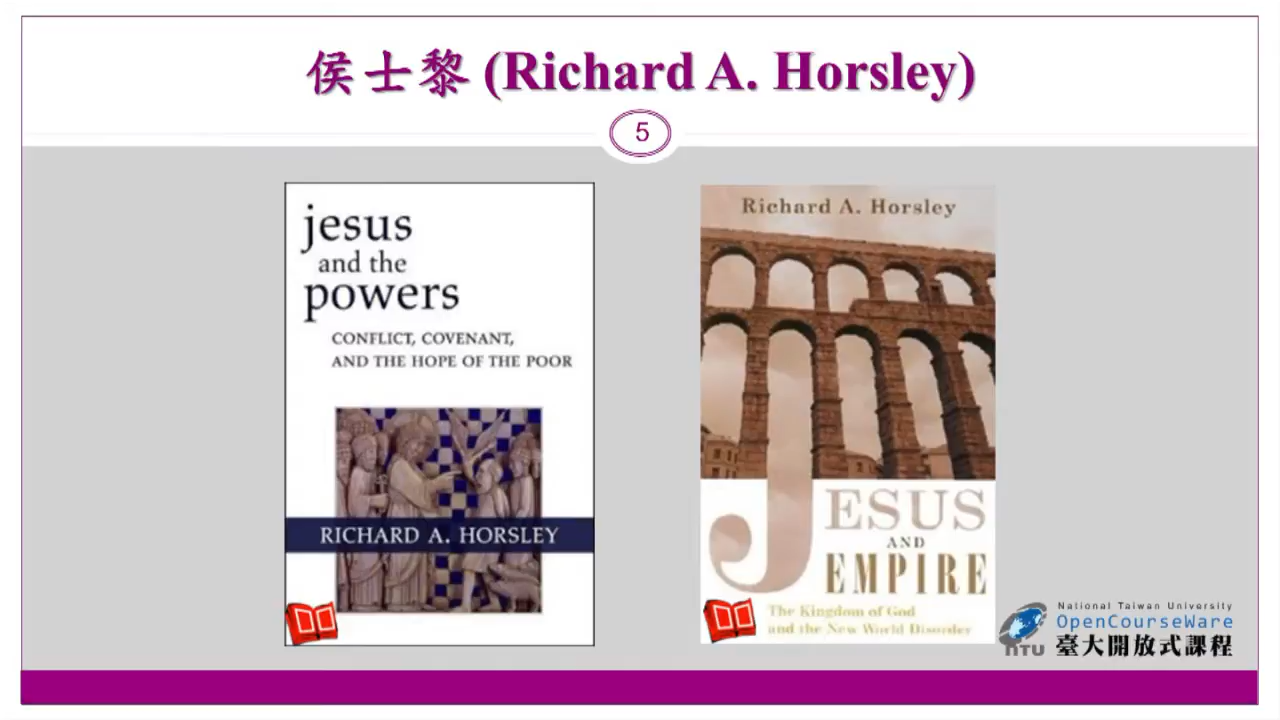 侯士黎 (Richard A. Horsley)
5
jesus
and the
powers
CONFLICT, COVENANT,
AND THE HOPE OF THE POOR
RICHARD A. HORSLEY
Richard A. Horsley
JESUS
AND
EMPIRE
The Kingdom of God
and the New World Disorder
National Taiwan University
OpenCourseWare
NTU 臺大開放式課程